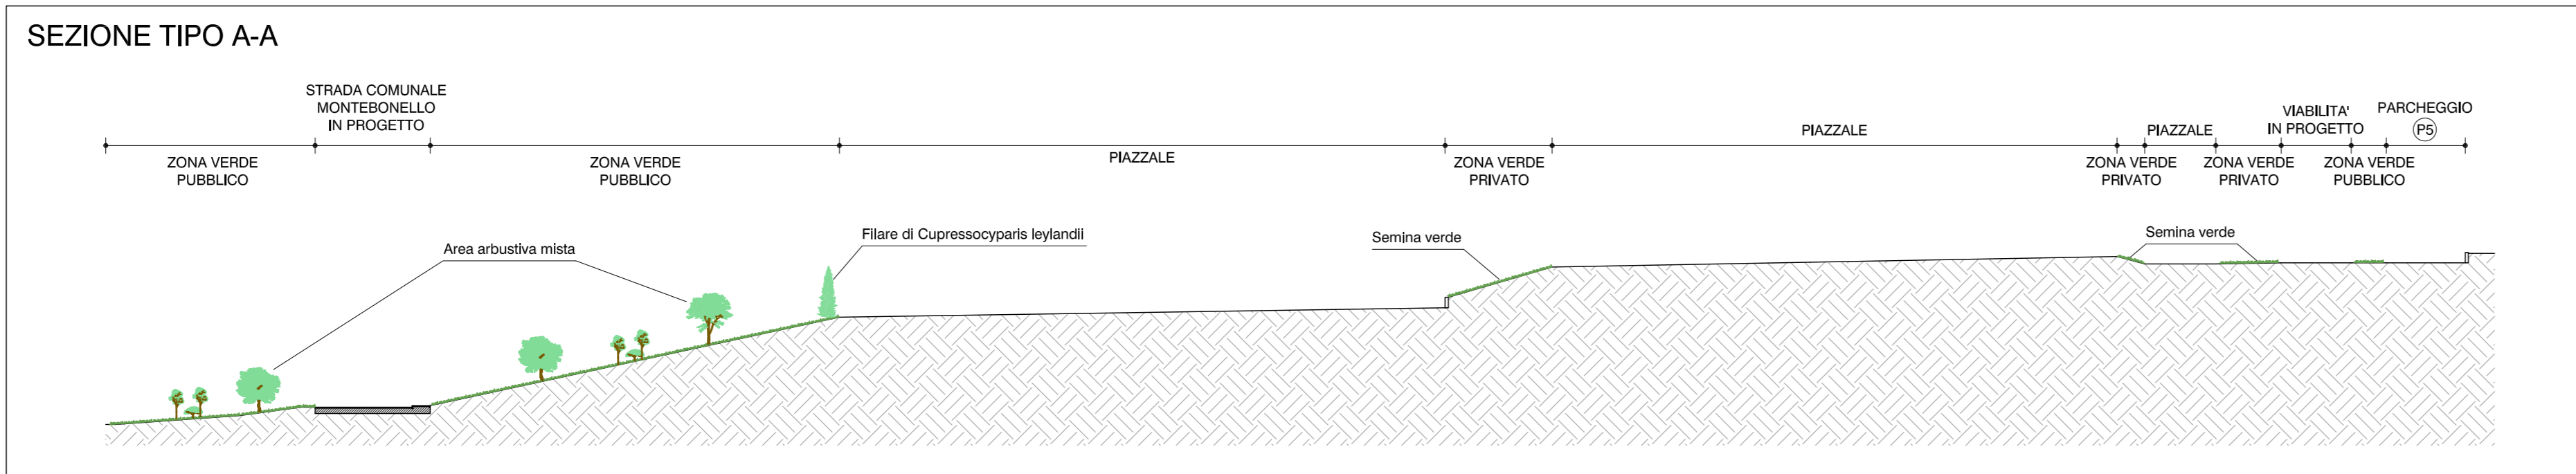 SEZIONE TIPO A-A
STRADA COMUNALE
MONTEBONELLO
IN PROGETTO
PIAZZALE
PIAZZALE
VIABILITA'
IN PROGETTO
PARCHEGGIO
P5
ZONA VERDE
PUBBLICO
ZONA VERDE
PUBBLICO
PIAZZALE
ZONA VERDE
PRIVATO
ZONA VERDE
PRIVATO
ZONA VERDE
PRIVATO
ZONA VERDE
PUBBLICO
Area arbustiva mista
Filare di Cupressocyparis leylandii
Semina verde
Semina verde